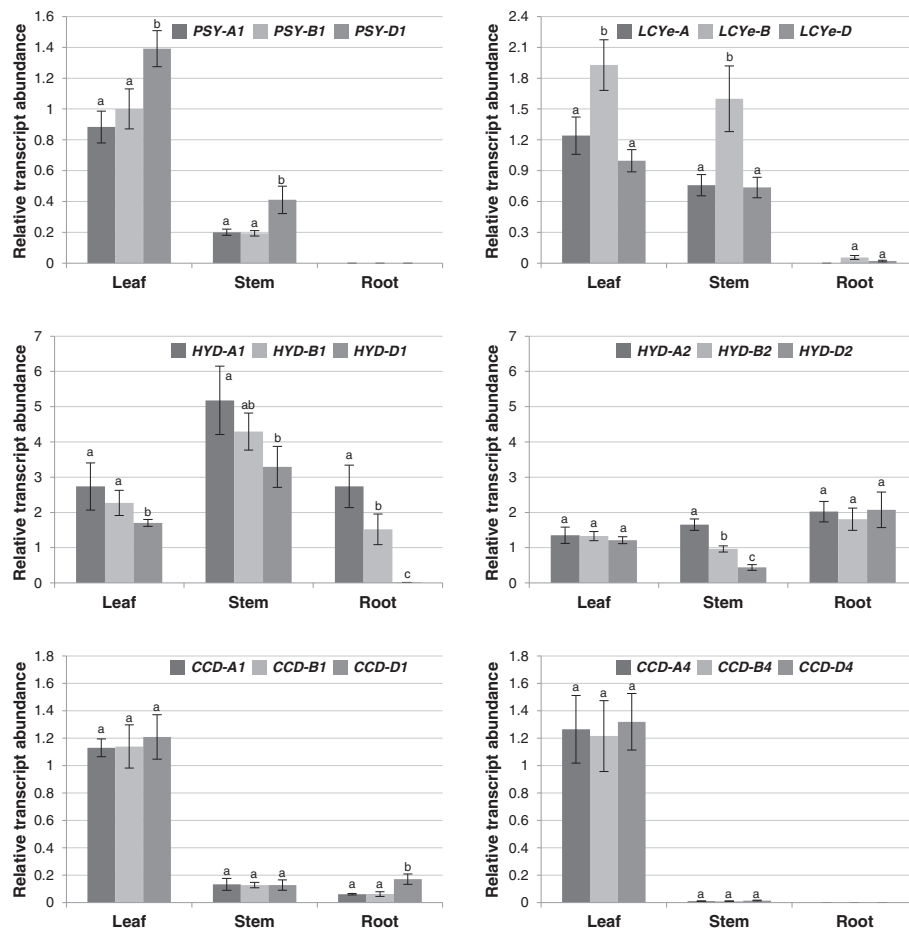 Relative transcript abundance
1.6
1.4
1.2
1
0.8
0.6
0.4
0.2
0
PSY-A1 PSY-B1 PSY-D1
a a b
a a b
Leaf Stem Root
Relative transcript abundance
2.4
2.1
1.8
1.5
1.2
0.9
0.6
0.3
0
LCYe-A LCYe-B LCYe-D
a b a
a b a
a a
Leaf Stem Root
Relative transcript abundance
7
6
5
4
3
2
1
0
HYD-A1 HYD-B1 HYD-D1
a a b
a ab b
a b c
Leaf Stem Root
Relative transcript abundance
7
6
5
4
3
2
1
0
HYD-A2 HYD-B2 HYD-D2
a a a
a b c
a a a
Leaf Stem Root
Relative transcript abundance
1.8
1.6
1.4
1.2
1
0.8
0.6
0.4
0.2
0
CCD-A1 CCD-B1 CCD-D1
a a a
a a a
a a b
Leaf Stem Root
Relative transcript abundance
1.8
1.6
1.4
1.2
1
0.8
0.6
0.4
0.2
0
CCD-A4 CCD-B4 CCD-D4
a a a
a a a
Leaf Stem Root